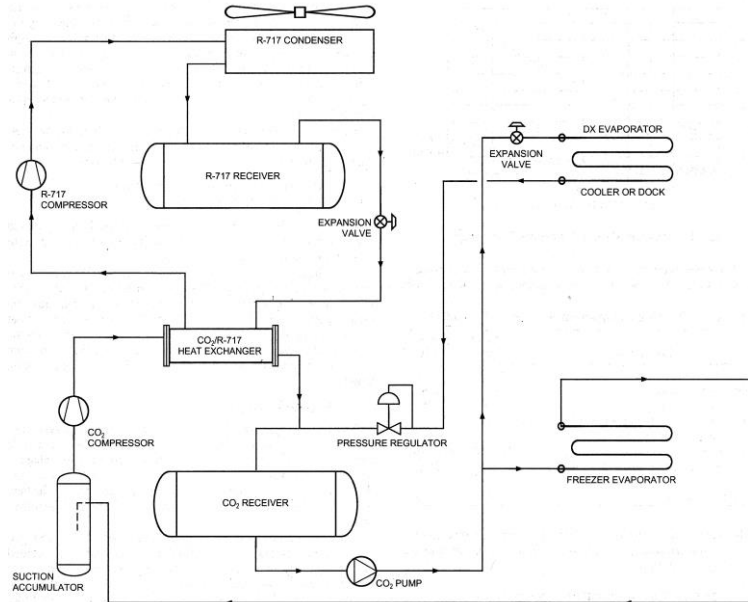 R-717 CONDENSER
R-717 RECEIVER
R-717
COMPRESSOR
EXPANSION
VALVE
DX EVAPORATOR
EXPANSION
VALVE
COOLER OR DOCK
CO₂/R-717
HEAT EXCHANGER
CO₂
COMPRESSOR
PRESSURE REGULATOR
CO₂ RECEIVER
FREEZER EVAPORATOR
CO₂ PUMP
SUCTION
ACCUMULATOR